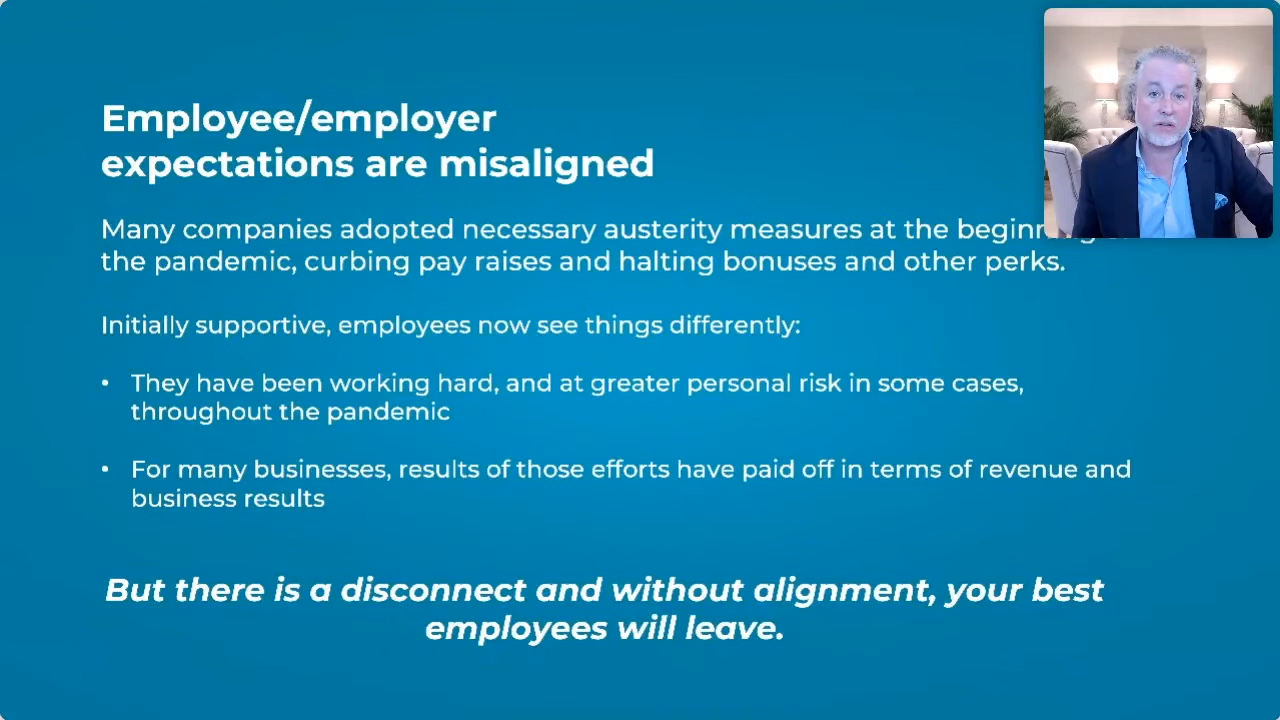 Employee/employer
expectations are misaligned
Many companies adopted necessary austerity measures at the
the pandemic, curbing pay raises and halting bonuses and other perks.
Initially supportive, employees now see things differently:
• They have been working hard, and at greater personal risk in some cases,
throughout the pandemic
• For many businesses, results of those efforts have paid off in terms of revenue and
business results
But there is a disconnect and without alignment, your best
employees will leave.